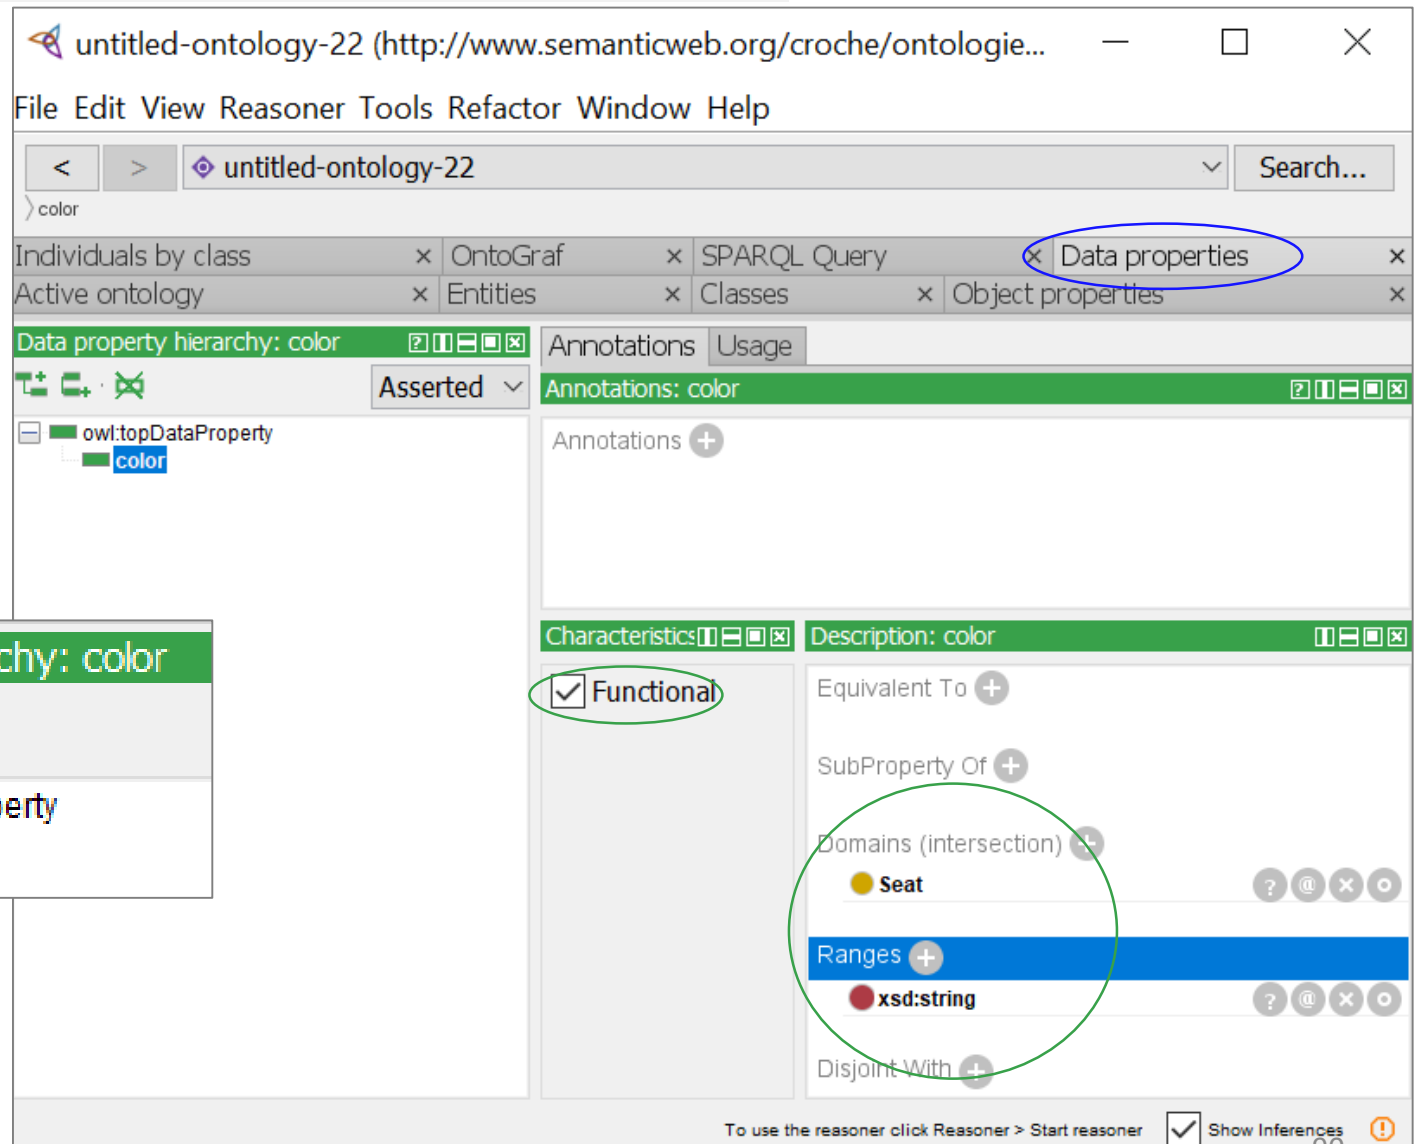 untitled-ontology-22 (http://www.semanticweb.org/croche/ontologie...
File Edit View Reasoner Tools Refactor Window Help
< > untitled-ontology-22 Search...
color
Individuals by class × OntoGraf × SPARQL Query × Data properties ×
Active ontology × Entities × Classes × Object properties ×
Data property hierarchy: color
Asserted
owl:topDataProperty
color
Annotations Usage
Annotations: color
Annotations
chy: color
perty
Characteristics
Functional
Description: color
Equivalent To
SubProperty Of
Domains (intersection)
Seat
Ranges
xsd:string
Disjoint With
To use the reasoner click Reasoner > Start reasoner Show Inferences